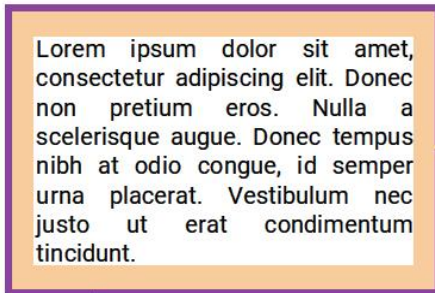 Lorem ipsum dolor sit amet,
consectetur adipiscing elit. Donec
non pretium eros. Nulla a
scelerisque augue. Donec tempus
nibh at odio congue, id semper
urna placerat. Vestibulum nec
justo ut erat condimentum
tincidunt.